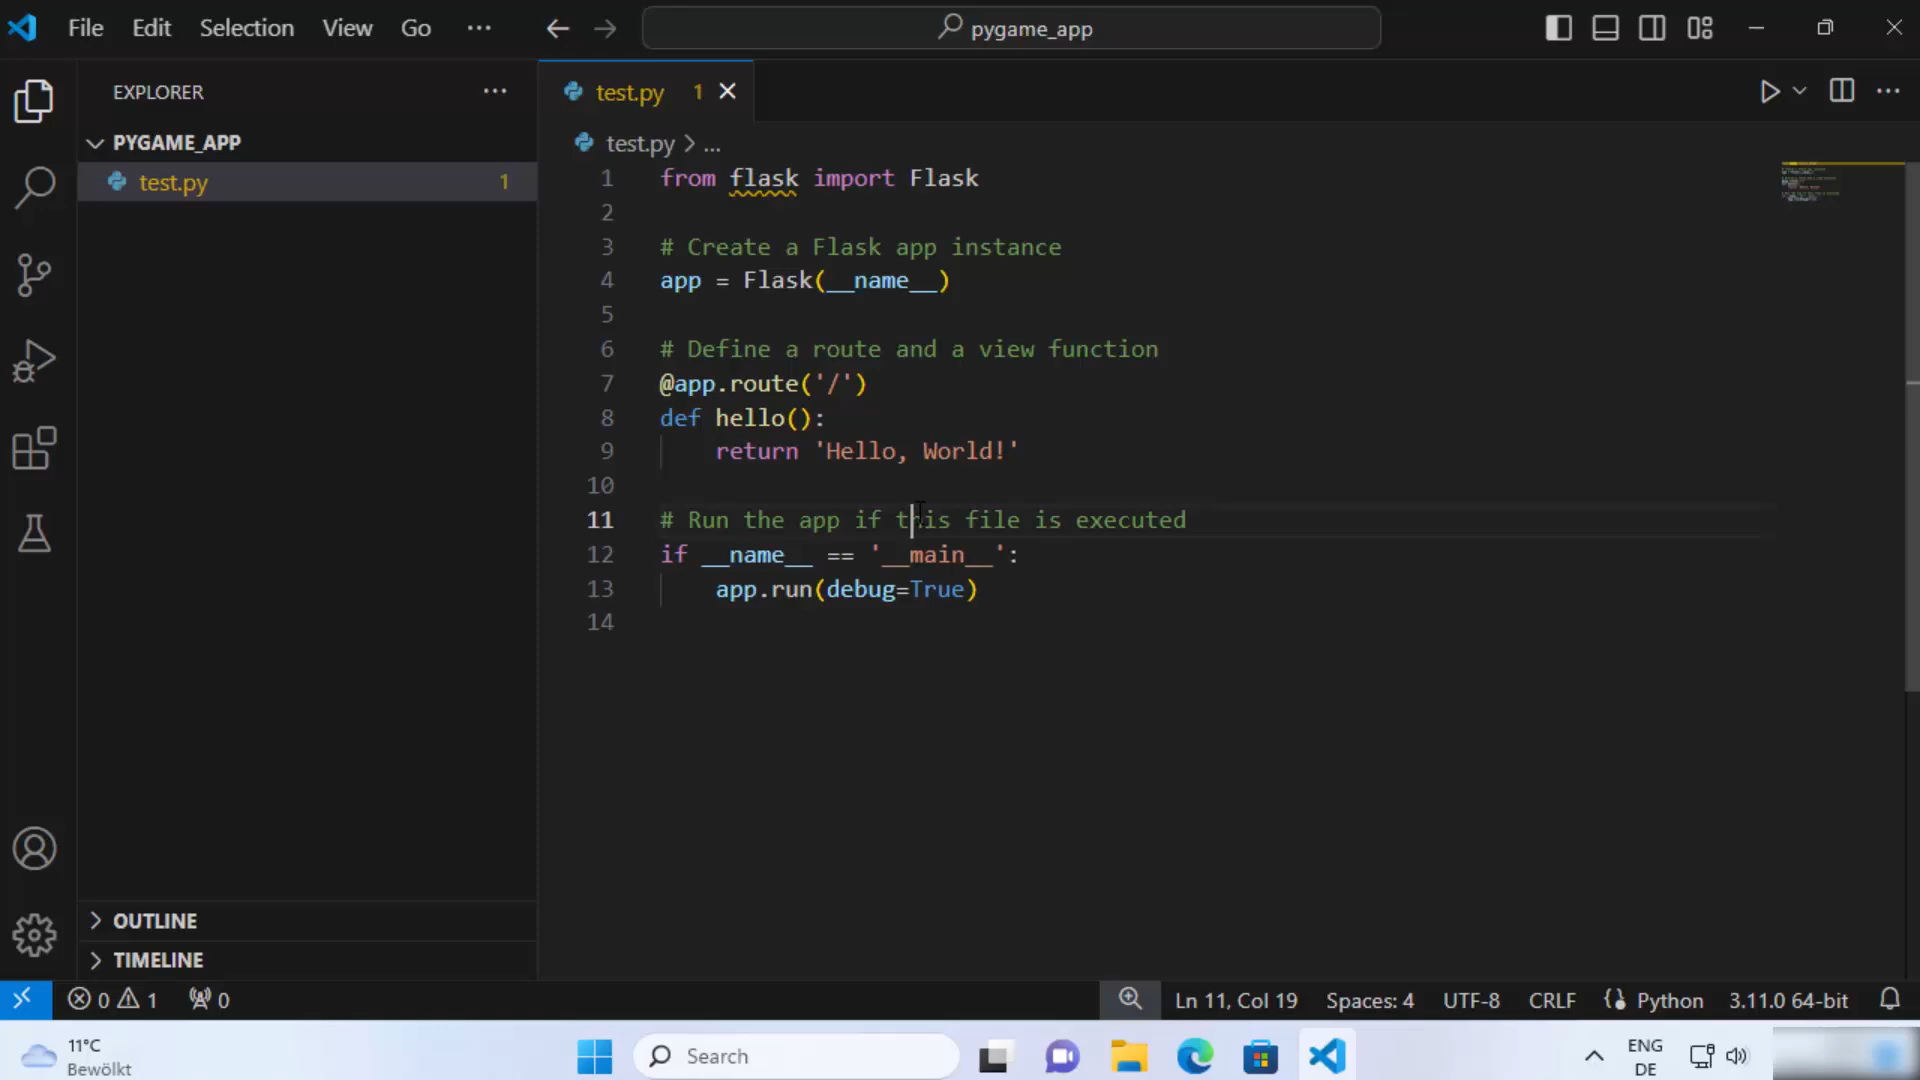 File Edit Selection View Go ··· pygame_app
EXPLORER ···
PYGAME_APP
test.py 1
OUTLINE
TIMELINE
test.py 1
test.py > ...
1 from flask import Flask
2
3 # Create a Flask app instance
4 app = Flask(__name__)
5
6 # Define a route and a view function
7 @app.route('/')
8 def hello():
9 return 'Hello, World!'
10
11 # Run the app if this file is executed
12 if __name__ == '__main__':
13 app.run(debug=True)
14
0 1 0 Ln 11, Col 19 Spaces: 4 UTF-8 CRLF Python 3.11.0 64-bit
11°C
Bewölkt
Search
ENG
DE